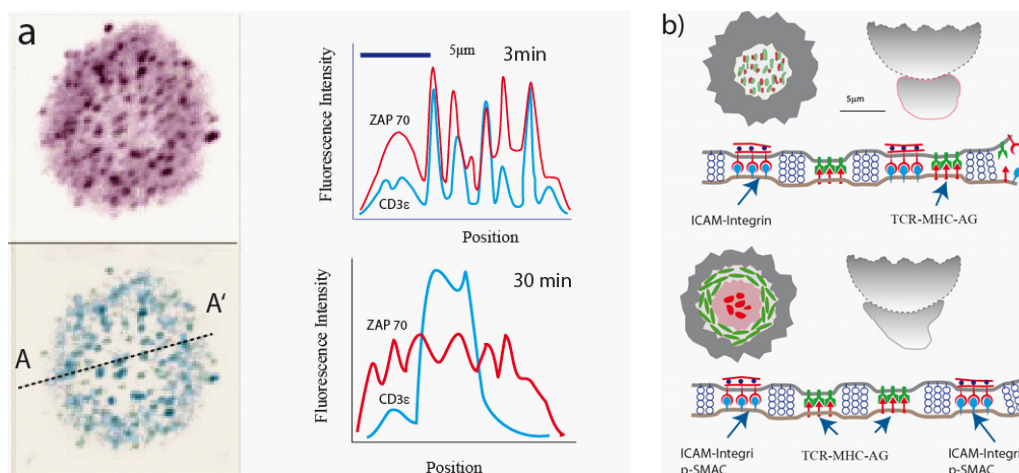 a
A
A'
5μm
3min
ZAP 70
CD3ε
Fluorescence Intensity
Position
30 min
ZAP 70
CD3ε
Fluorescence Intensity
Position
b)
5μm
ICAM-Integrin
TCR-MHC-AG
ICAM-Integri
p-SMAC
TCR-MHC-AG
ICAM-Integri
p-SMAC